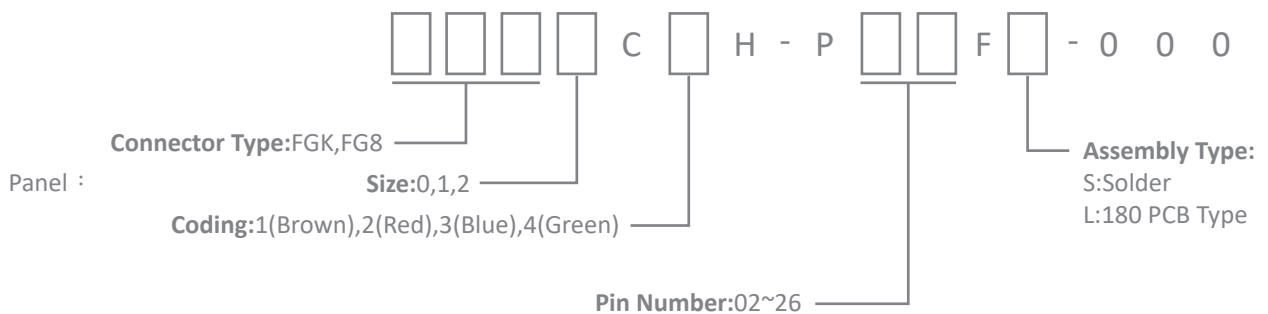 C H - P F - 0 0 0
Connector Type:FGK,FG8
Panel：
Size:0,1,2
Coding:1(Brown),2(Red),3(Blue),4(Green)
Pin Number:02~26
Assembly Type:
S:Solder
L:180 PCB Type